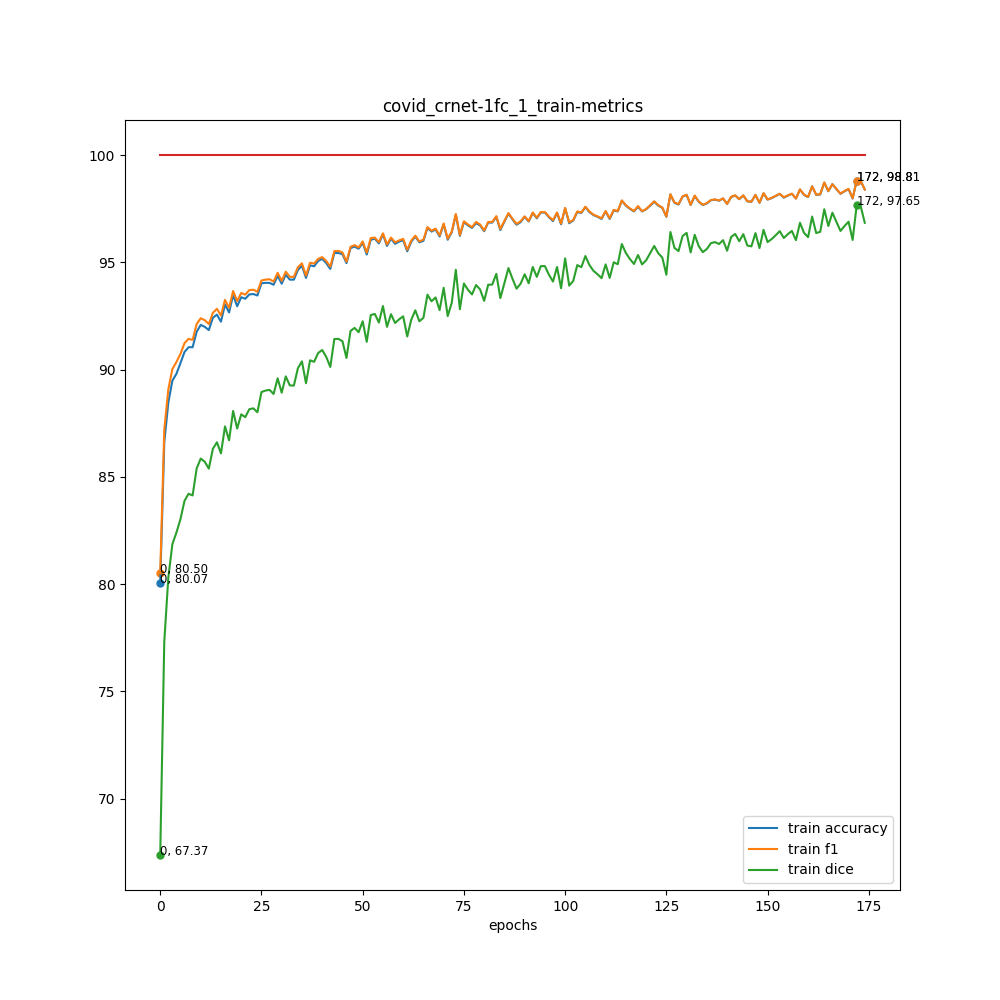 covid_crnet-1fc_1_train-metrics
100
172, 98.81
172, 97.65
95
90
85
0, 80.50
0, 80.07
80
75
70
0, 67.37
train accuracy
train f1
train dice
0 25 50 75 100 125 150 175
epochs